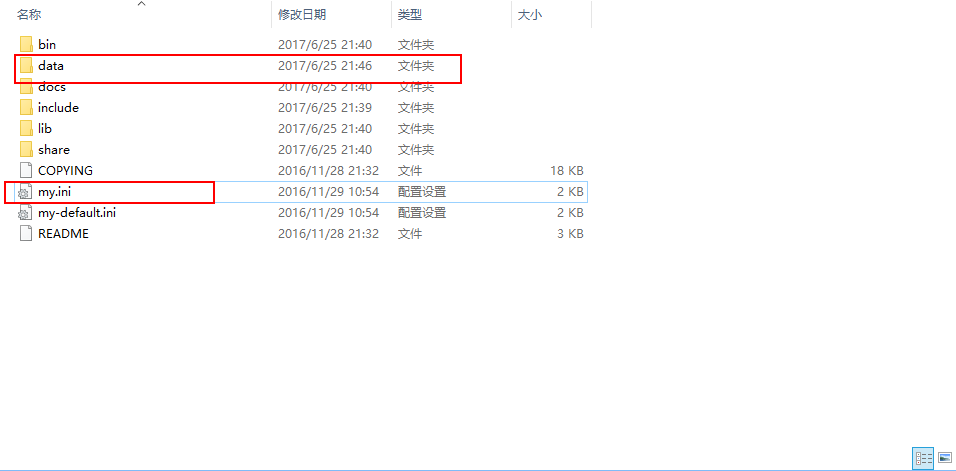 名称 修改日期 类型 大小
bin 2017/6/25 21:40 文件夹
data 2017/6/25 21:46 文件夹
docs 2017/6/25 21:40 文件夹
include 2017/6/25 21:39 文件夹
lib 2017/6/25 21:40 文件夹
share 2017/6/25 21:40 文件夹
COPYING 2016/11/28 21:32 文件 18 KB
my.ini 2016/11/29 10:54 配置设置 2 KB
my-default.ini 2016/11/29 10:54 配置设置 2 KB
README 2016/11/28 21:32 文件 3 KB